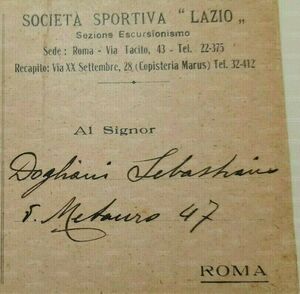 SOCIETÀ SPORTIVA "LAZIO„
Sezione Escursionismo
Sede: Roma - Via Tacito, 43 - Tel. 22-375
Recapito: Via XX Settembre, 28 (Copisteria Marus) Tel. 32-412
Al Signor
Dogliani Sebastiano
V. Metauro 47
ROMA